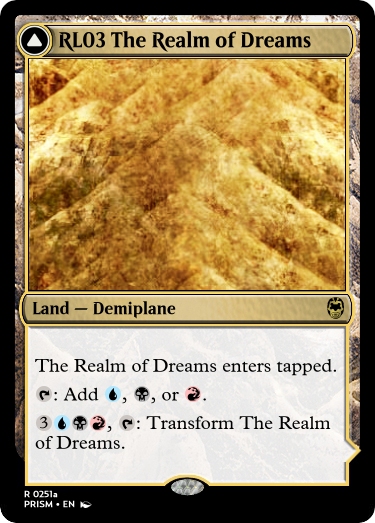 RL03 The Realm of Dreams
Land — Demiplane
The Realm of Dreams enters tapped.
: Add , , or .
3 , : Transform The Realm
of Dreams.
R 0251a
PRISM • EN